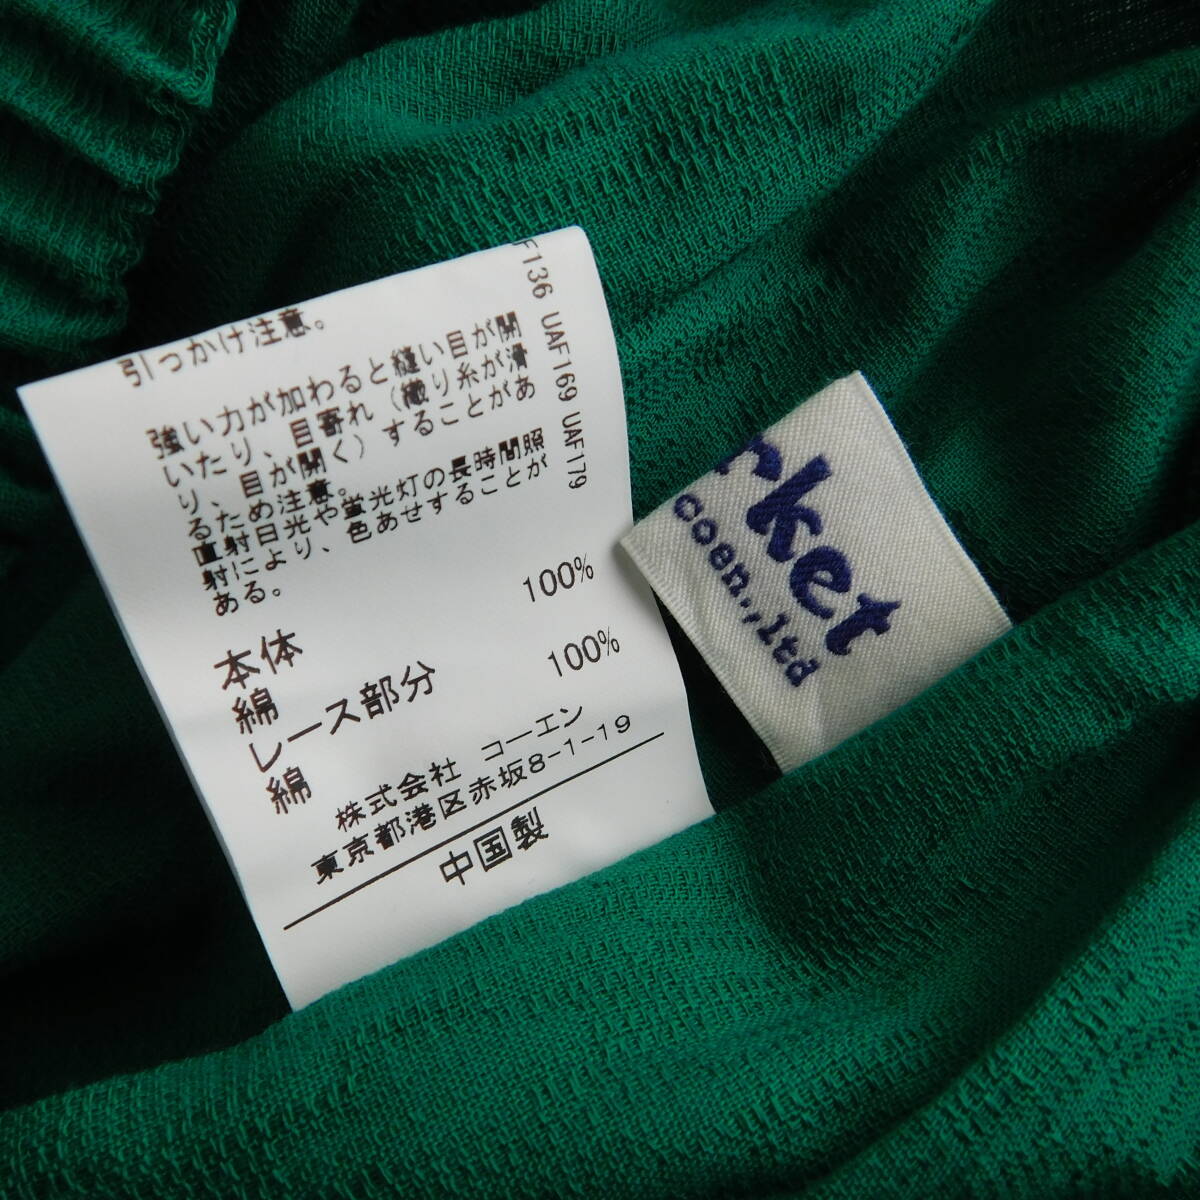 F136 UAF169 UAF179
引っかけ注意。
強い力が加わると縫い目が開
いたり、目寄れ（織り糸が滑
り、目が開く）することがあ
るため注意。
直射日光や蛍光灯の長時間照
射により、色あせすることが
ある。
本体
綿 100%
レース部分
綿 100%
株式会社 コーエン
東京都港区赤坂8-1-19
中国製
rket
coen.,ltd